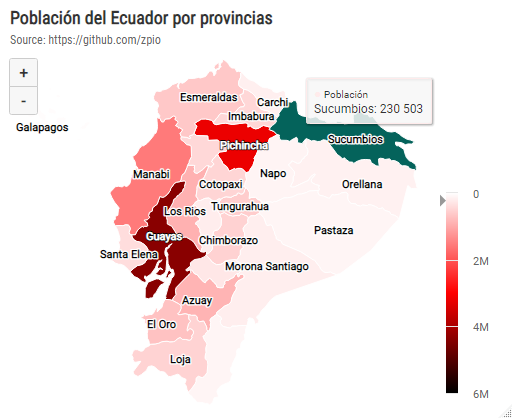 Población del Ecuador por provincias
Source: https://github.com/zpio
+
-
Galapagos
Esmeraldas
Carchi
Imbabura
Población
Sucumbios: 230 503
Pichincha
Sucumbios
Manabi
Cotopaxi
Napo
Orellana
Los Rios
Tungurahua
Guayas
Chimborazo
Pastaza
Santa Elena
Morona Santiago
Azuay
El Oro
Loja
0
2M
4M
6M